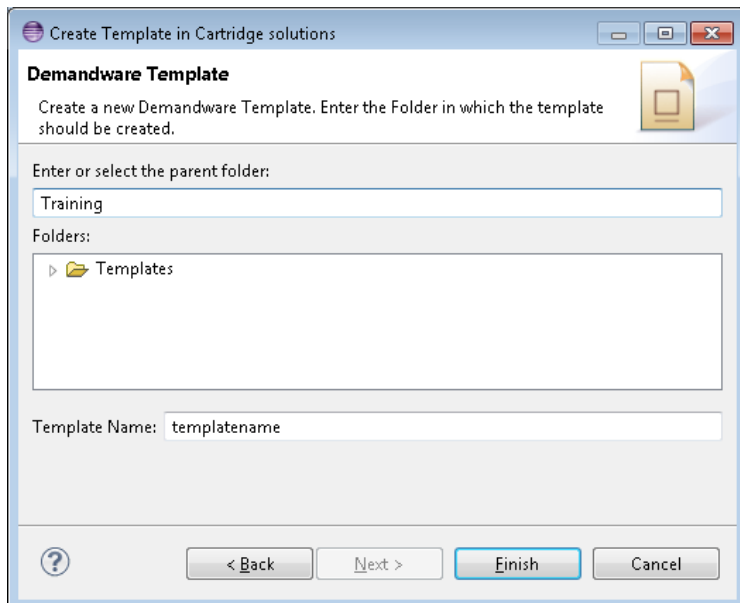 Create Template in Cartridge solutions
Demandware Template
Create a new Demandware Template. Enter the Folder in which the template
should be created.
Enter or select the parent folder:
Training
Folders:
Templates
Template Name: templatename
? < Back Next > Finish Cancel